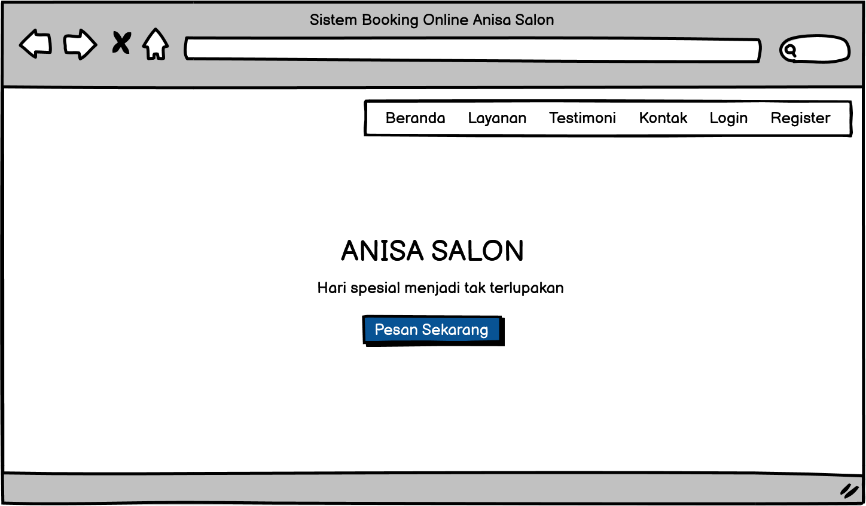 Sistem Booking Online Anisa Salon
Beranda Layanan Testimoni Kontak Login Register
ANISA SALON
Hari spesial menjadi tak terlupakan
Pesan Sekarang